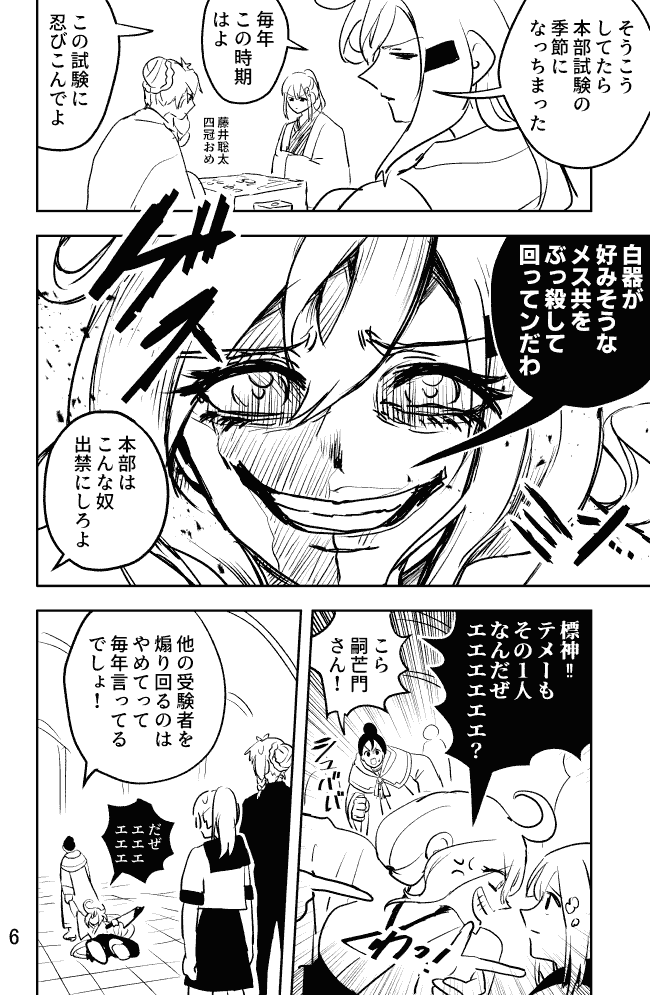 そうこう
してたら
本部試験の
季節に
なっちまった
毎年
この時期
はよ
藤井聡太
四冠おめ
この試験に
忍びこんでよ
白器が
好みそうな
メス共を
ぶっ殺して
回ってンだわ
本部は
こんな奴
出禁にしろよ
標神!!
テメーも
その1人
なんだぜ
エエエエエエ?
こら
嗣芒門
さん!
くわっ!
他の受験者を
煽り回るのは
やめてって
毎年言ってる
でしょ!
だぜ
エエエ
エエエ
6